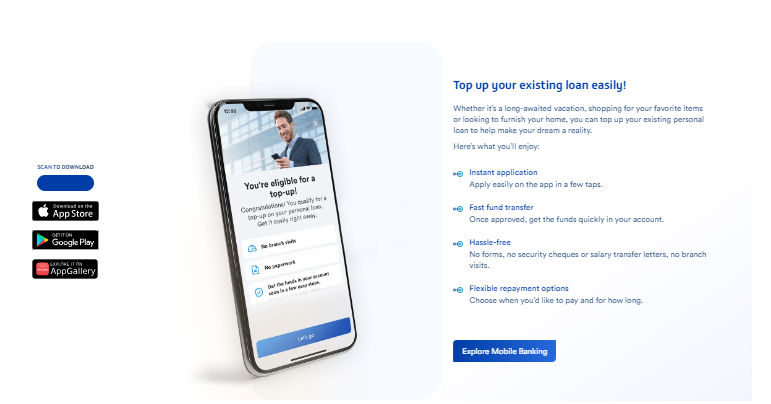 SCAN TO DOWNLOAD
Download on the
App Store
GET IT ON
Google Play
EXPLORE IT ON
AppGallery
12:50
You're eligible for a
top-up!
Congratulations! You qualify for a
top-up on your personal loan.
Get it easily right away.
No branch visits
No paperwork
Get the funds in your account
soon in a few easy steps.
Let's go
Top up your existing loan easily!
Whether it's a long-awaited vacation, shopping for your favorite items
or looking to furnish your home, you can top up your existing personal
loan to help make your dream a reality.
Here's what you'll enjoy:
Instant application
Apply easily on the app in a few taps.
Fast fund transfer
Once approved, get the funds quickly in your account.
Hassle-free
No forms, no security cheques or salary transfer letters, no branch
visits.
Flexible repayment options
Choose when you'd like to pay and for how long.
Explore Mobile Banking